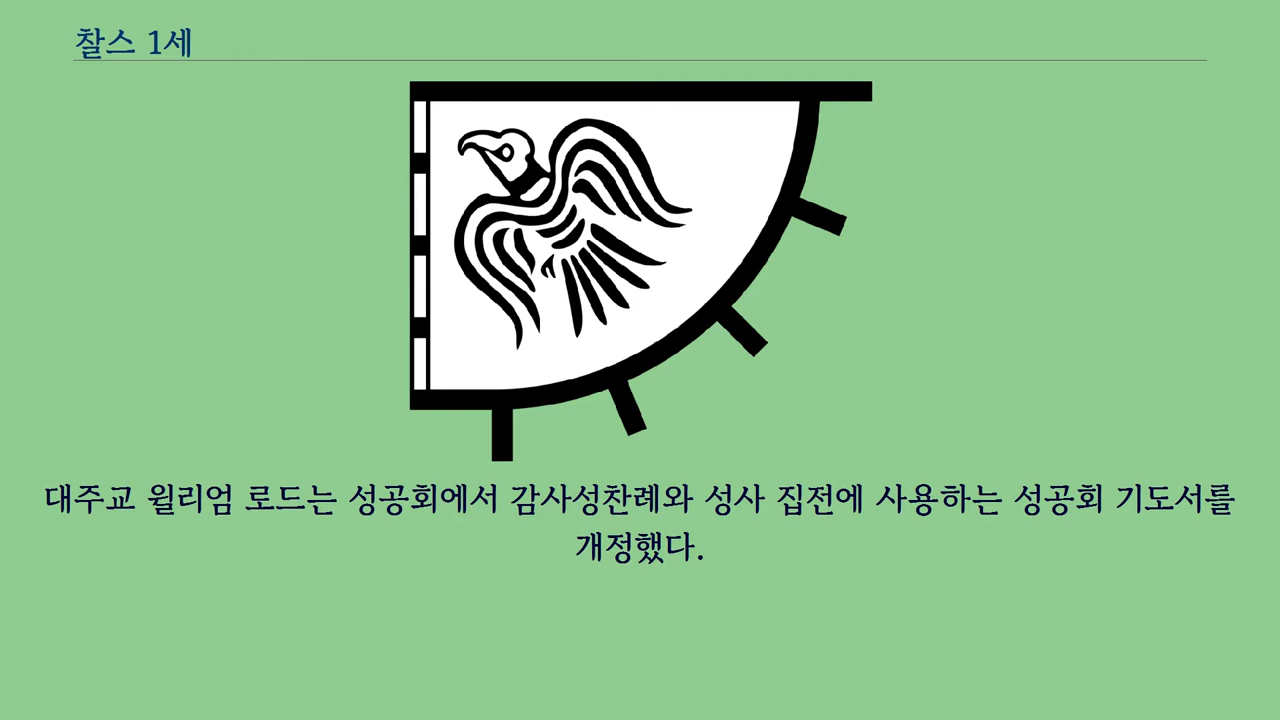 찰스 1세
대주교 윌리엄 로드는 성공회에서 감사성찬례와 성사 집전에 사용하는 성공회 기도서를
개정했다.